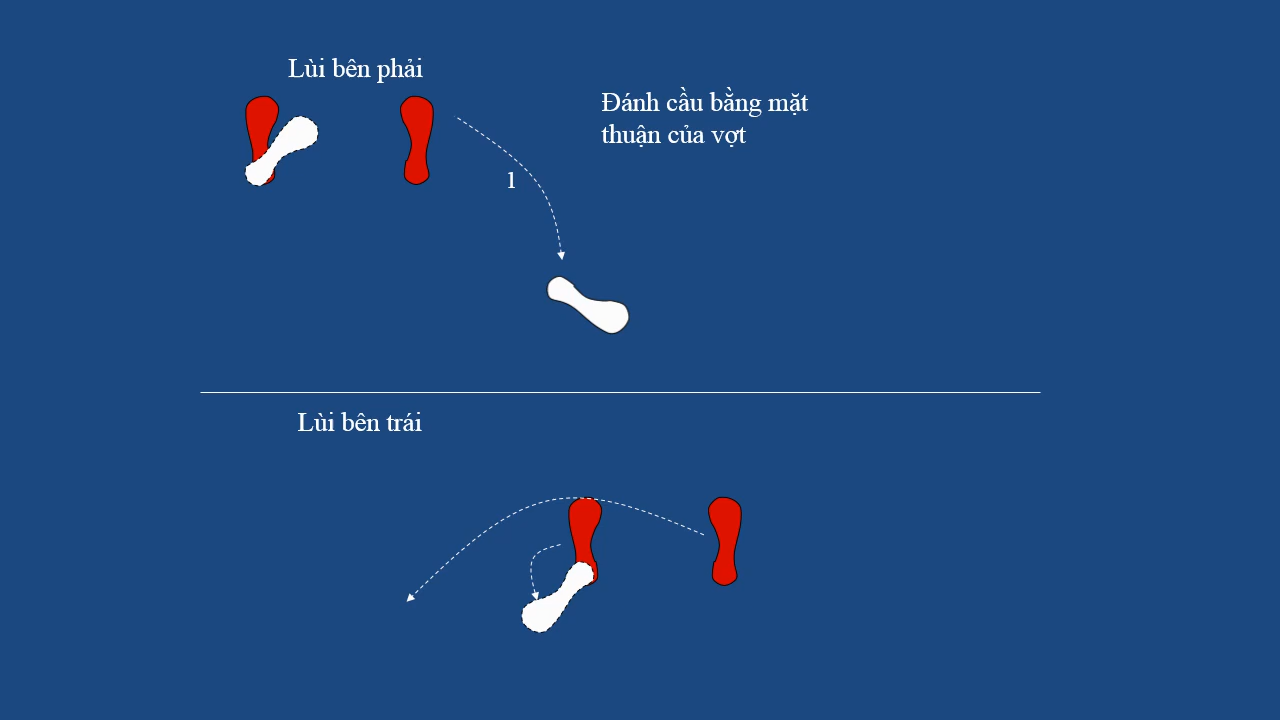 Lùi bên phải
Đánh cầu bằng mặt
thuận của vợt
1
Lùi bên trái